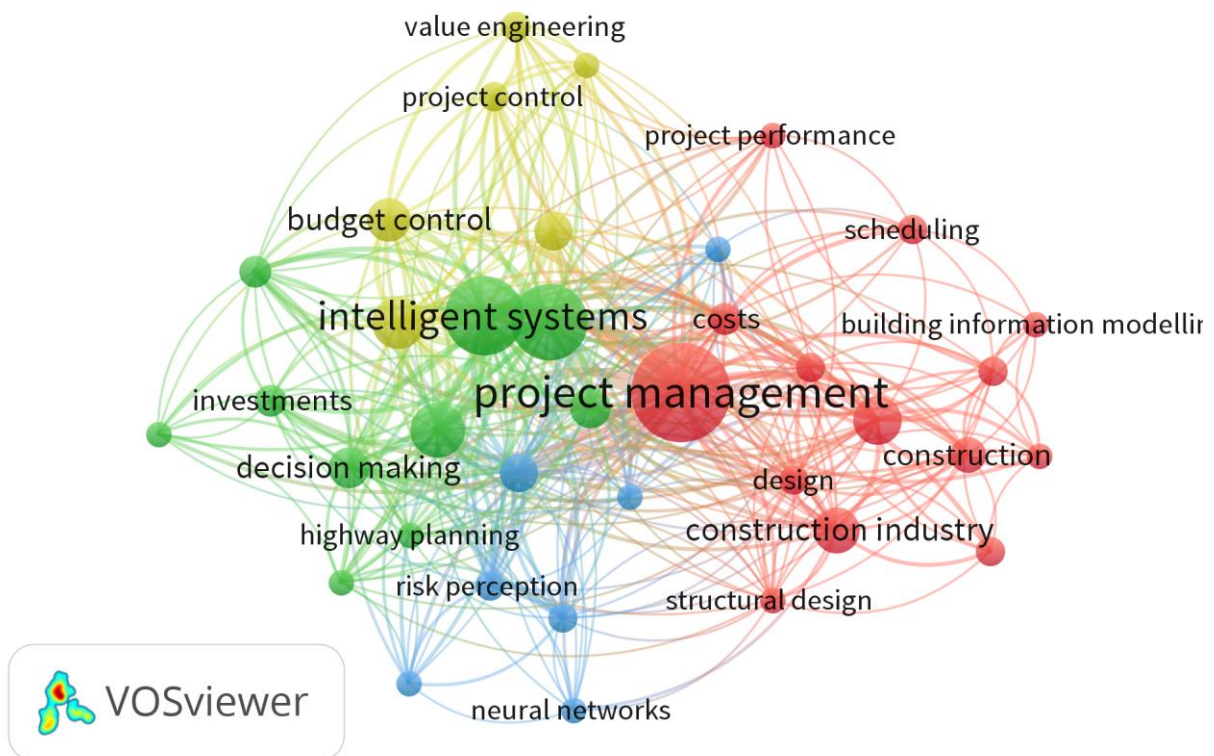 value engineering
project control
project performance
budget control
scheduling
intelligent systems
costs
building information modellin
project management
investments
decision making
construction
design
highway planning
construction industry
risk perception
structural design
neural networks
VOSviewer